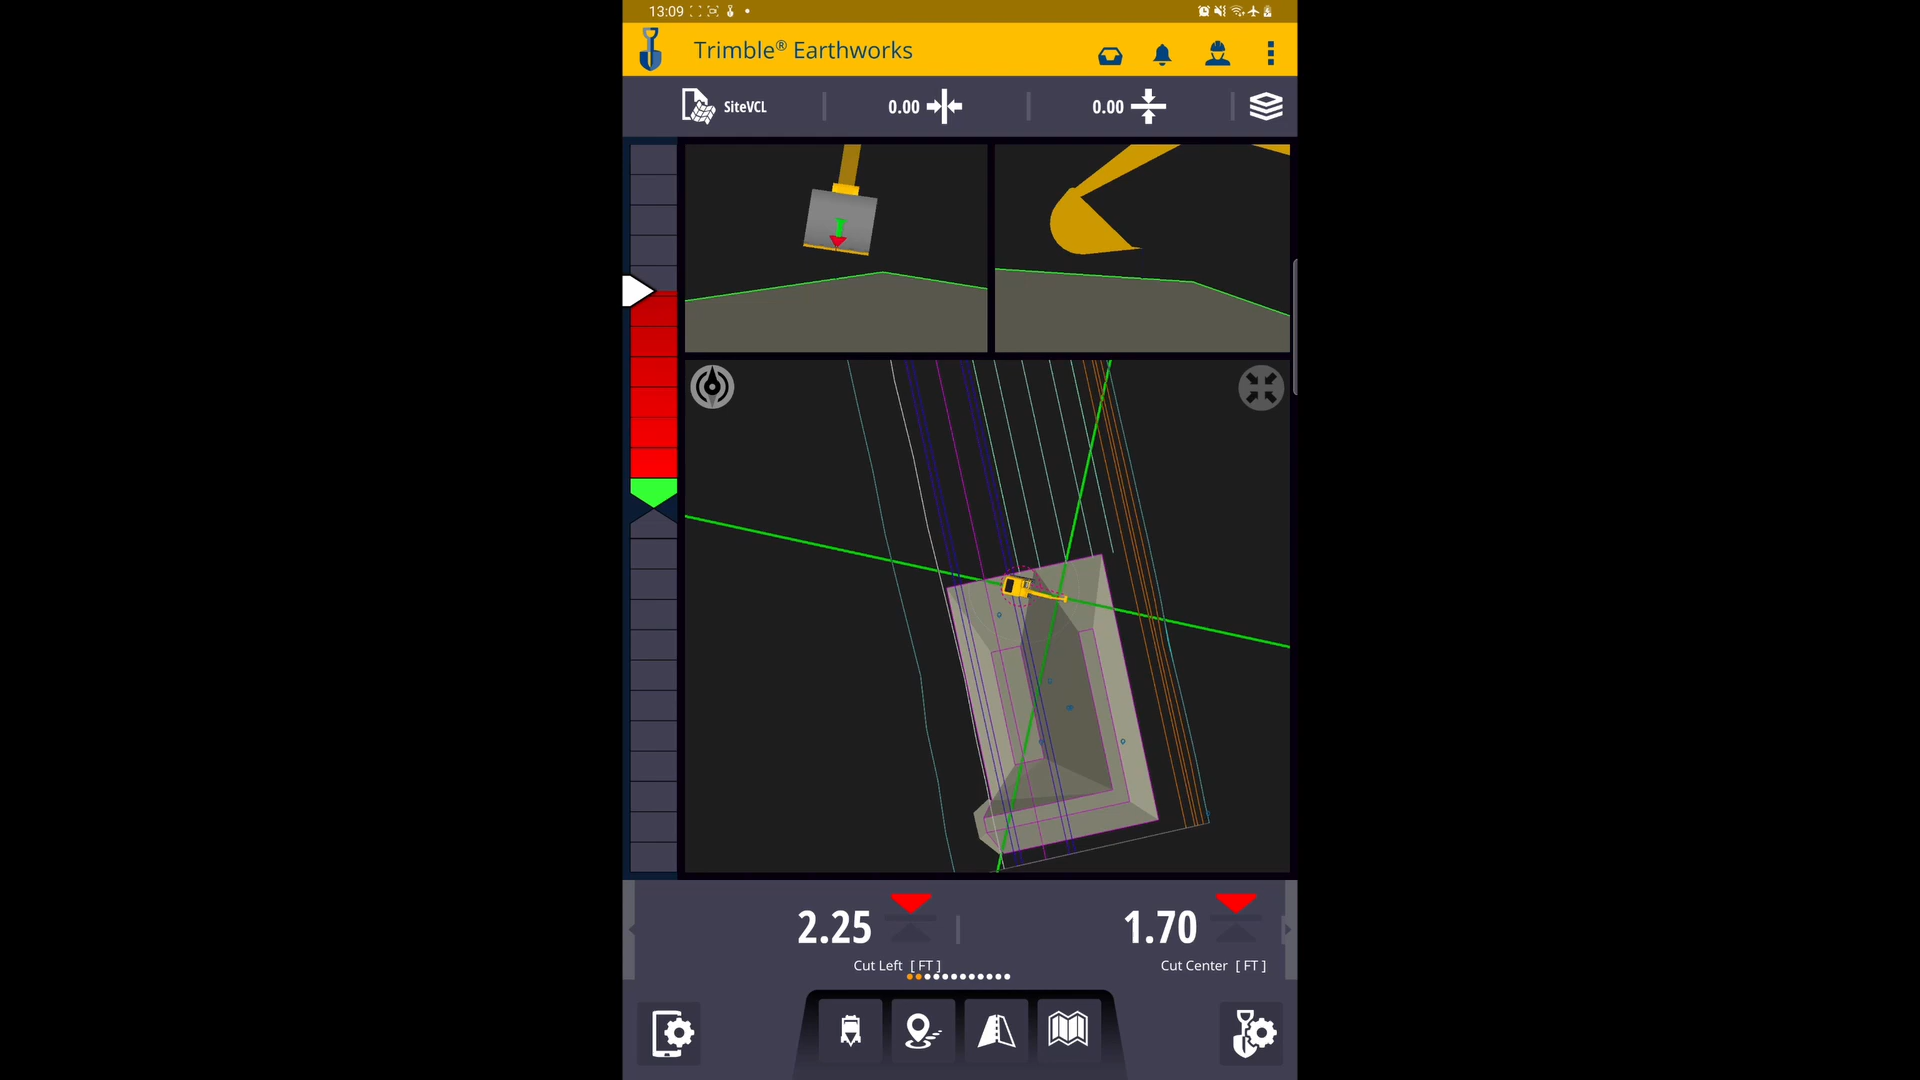 13:09
Trimble® Earthworks
SiteVCL
0.00
0.00
2.25
1.70
Cut Left [ FT ]
Cut Center [ FT ]